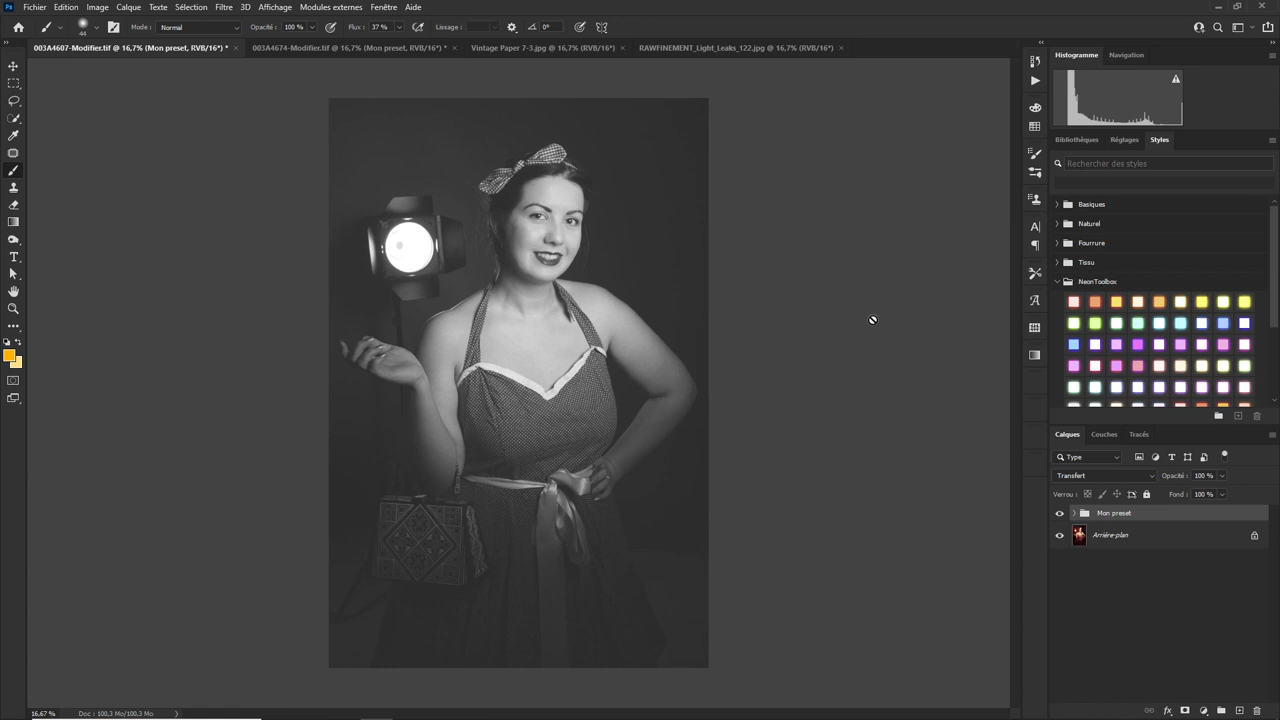 Ps Fichier Edition Image Calque Texte Sélection Filtre 3D Affichage Modules externes Fenêtre Aide
44 Mode : Normal Opacité : 100 % Flux : 37 % Lissage : 0°
003A4607-Modifier.tif @ 16,7% (Mon preset, RVB/16*) * × 003A4674-Modifier.tif @ 16,7% (Mon preset, RVB/16*) * × Vintage Paper 7-3.jpg @ 16,7% (RVB/16*) × RAWFINEMENT_Light_Leaks_122.jpg @ 16,7% (RVB/16*) ×
Histogramme Navigation
Bibliothèques Réglages Styles
Rechercher des styles
Basiques
Naturel
Fourrure
Tissu
NeonToolbox
Calques Couches Tracés
Type
Transfert Opacité : 100 %
Verrou : Fond : 100 %
Mon preset
Arrière-plan
16,67 % Doc : 100,3 Mo/100,3 Mo